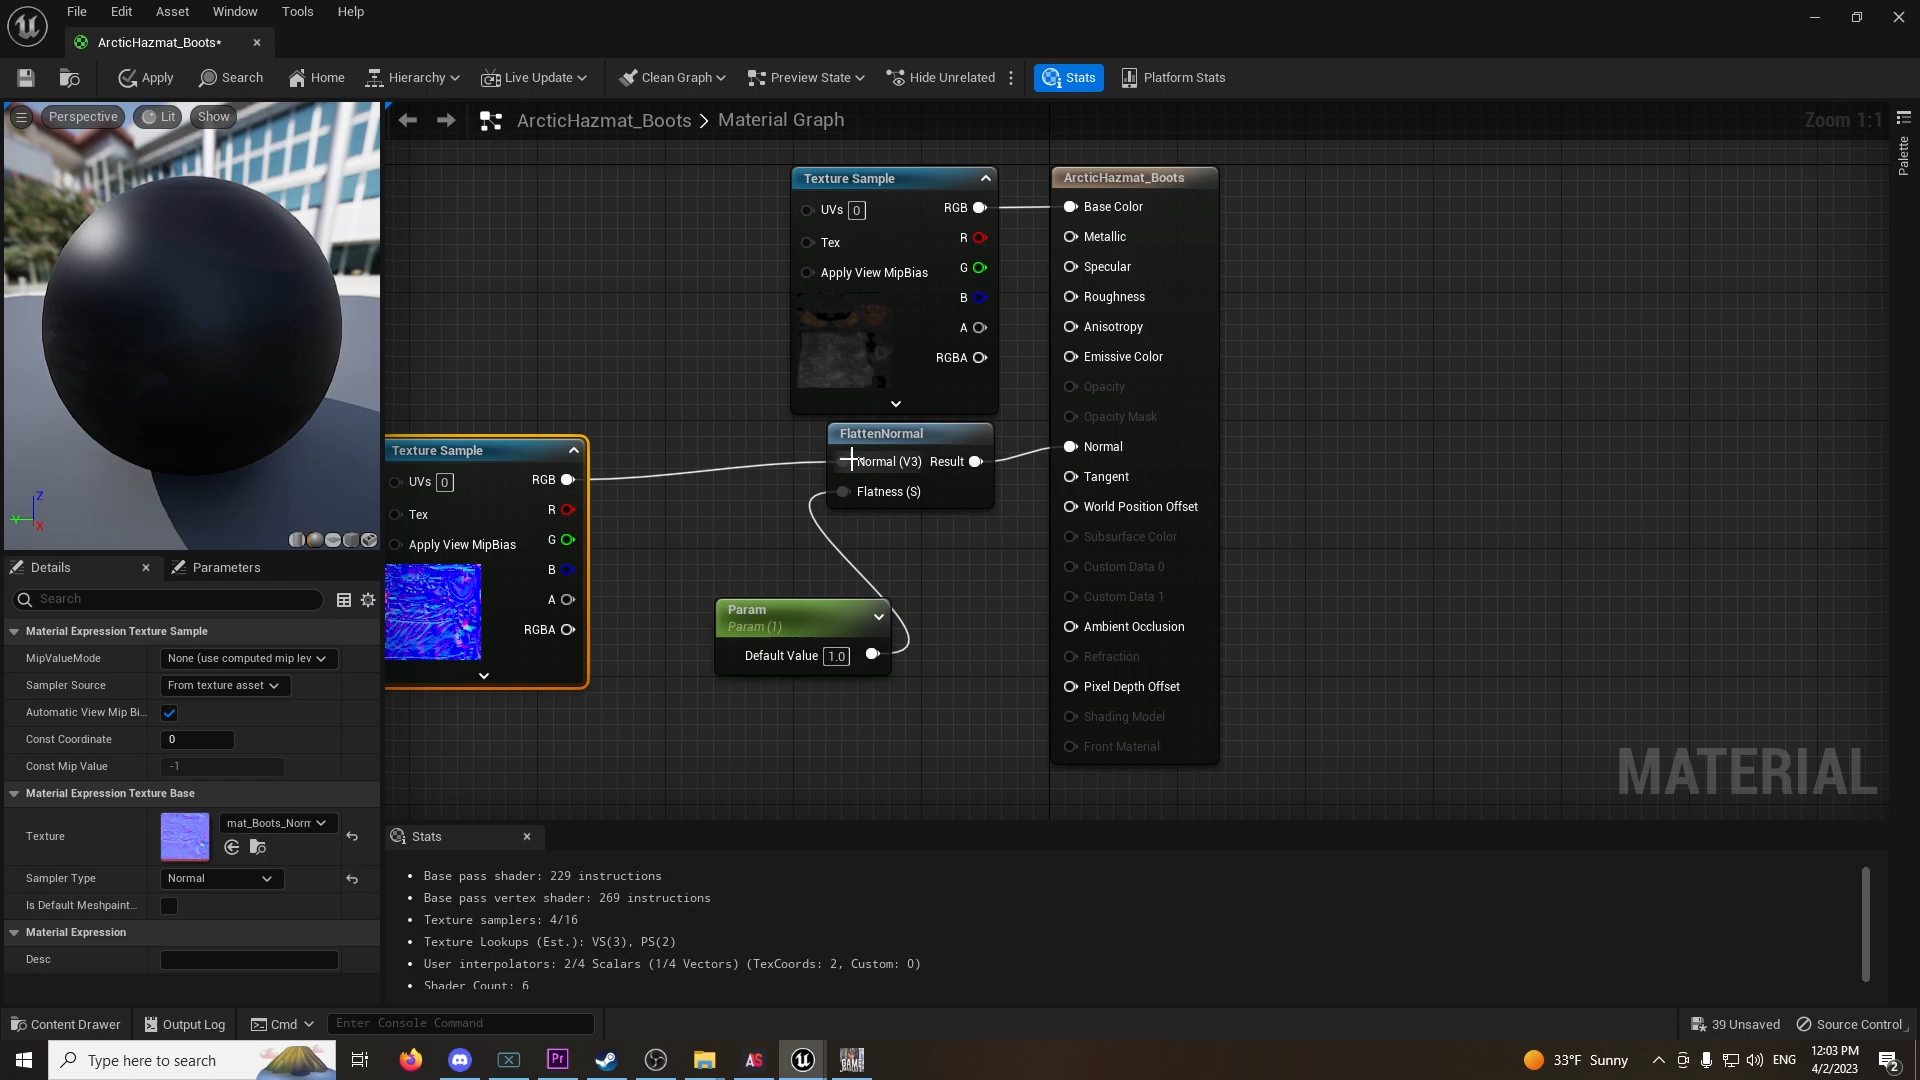 File Edit Asset Window Tools Help
ArcticHazmat_Boots*
Apply Search Home Hierarchy Live Update Clean Graph Preview State Hide Unrelated Stats Platform Stats
Perspective Lit Show
ArcticHazmat_Boots > Material Graph
Zoom 1:1
Palette
Texture Sample
UVs 0 RGB
R
Tex
Apply View MipBias G
B
A
RGBA
ArcticHazmat_Boots
Base Color
Metallic
Specular
Roughness
Anisotropy
Emissive Color
Opacity
Opacity Mask
Normal
Tangent
World Position Offset
Subsurface Color
Custom Data 0
Custom Data 1
Ambient Occlusion
Refraction
Pixel Depth Offset
Shading Model
Front Material
FlattenNormal
Normal (V3) Result
Flatness (S)
Texture Sample
UVs 0 RGB
R
Tex
Apply View MipBias G
B
A
RGBA
Param
Param (1)
Default Value 1.0
MATERIAL
Z
Y
X
Details Parameters
Search
Material Expression Texture Sample
MipValueMode None (use computed mip lev
Sampler Source From texture asset
Automatic View Mip Bi...
Const Coordinate 0
Const Mip Value -1
Material Expression Texture Base
Texture mat_Boots_Norm
Sampler Type Normal
Is Default Meshpaint...
Material Expression
Desc
Stats
Base pass shader: 229 instructions
Base pass vertex shader: 269 instructions
Texture samplers: 4/16
Texture Lookups (Est.): VS(3), PS(2)
User interpolators: 2/4 Scalars (1/4 Vectors) (TexCoords: 2, Custom: 0)
Shader Count: 6
Content Drawer Output Log Cmd Enter Console Command 39 Unsaved Source Control
Type here to search
Pr
AS
33°F Sunny
ENG
12:03 PM
4/2/2023
2